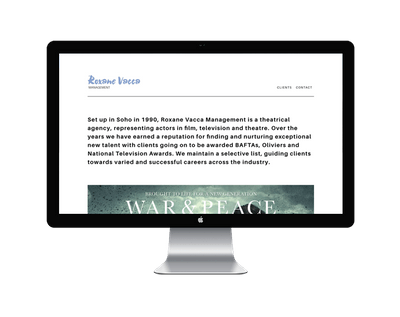 Roxane Vacca
MANAGEMENT
CLIENTS CONTACT
Set up in Soho in 1990, Roxane Vacca Management is a theatrical
agency, representing actors in film, television and theatre. Over the
years we have earned a reputation for finding and nurturing exceptional
new talent with clients going on to be awarded BAFTAs, Oliviers and
National Television Awards. We maintain a selective list, guiding clients
towards varied and successful careers across the industry.
BROUGHT TO LIFE FOR A NEW GENERATION
WAR & PEACE